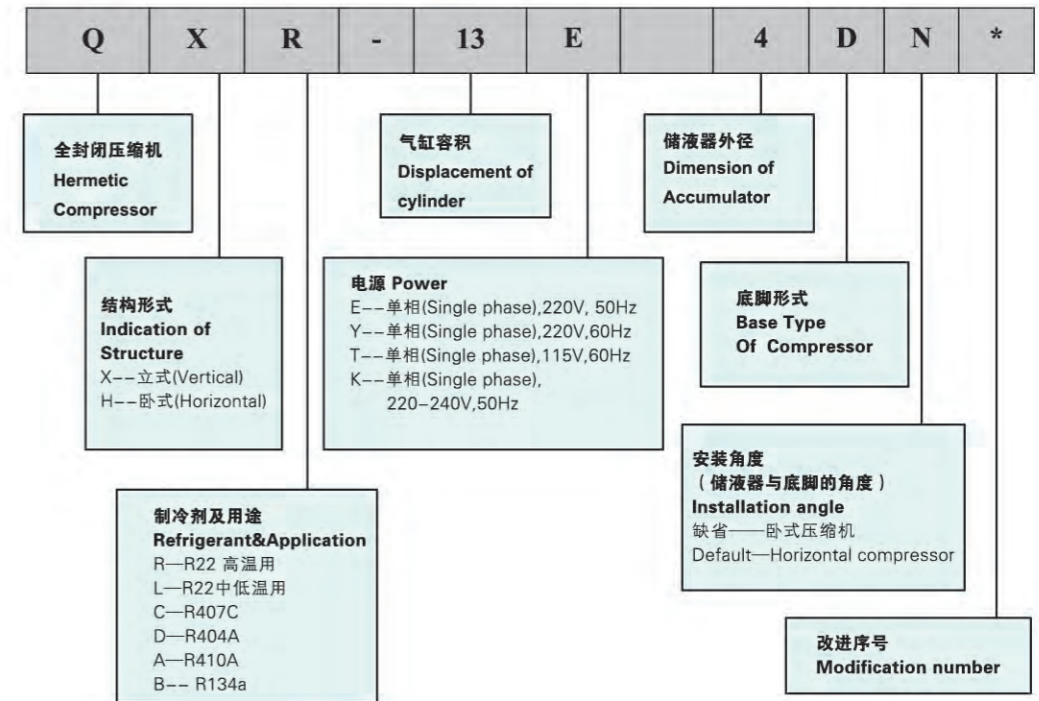 Q X R - 13 E 4 D N *
全封闭压缩机
Hermetic
Compressor
气缸容积
Displacement of
cylinder
储液器外径
Dimension of
Accumulator
结构形式
Indication of
Structure
X--立式(Vertical)
H--卧式(Horizontal)
电源 Power
E--单相(Single phase),220V, 50Hz
Y--单相(Single phase),220V,60Hz
T--单相(Single phase),115V,60Hz
K--单相(Single phase),
220-240V,50Hz
底脚形式
Base Type
Of Compressor
制冷剂及用途
Refrigerant&Application
R—R22 高温用
L—R22中低温用
C—R407C
D—R404A
A—R410A
B-- R134a
安装角度
(储液器与底脚的角度)
Installation angle
缺省——卧式压缩机
Default—Horizontal compressor
改进序号
Modification number